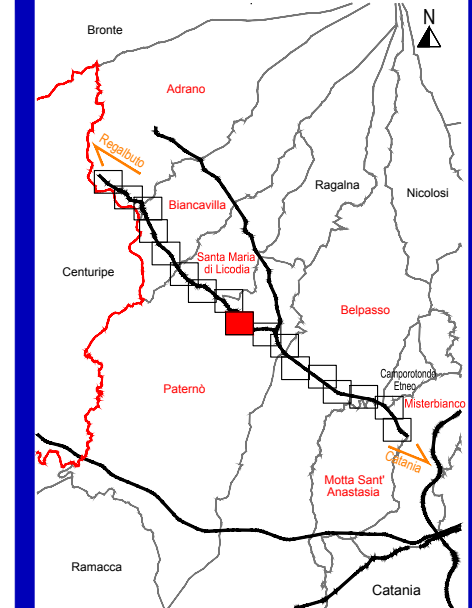 N
Bronte
Adrano
Regalbuto
Ragalna
Nicolosi
Biancavilla
Santa Maria
di Licodia
Centuripe
Belpasso
Camporotondo
Etneo
Paternò
Misterbianco
Catania
Motta Sant'
Anastasia
Ramacca
Catania